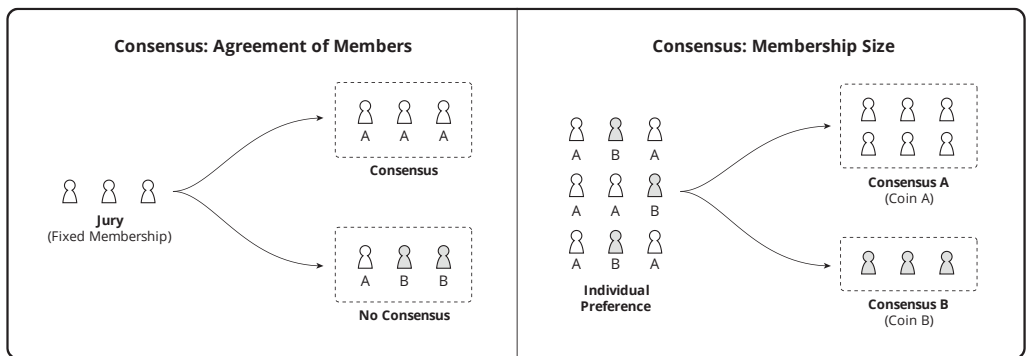 Consensus: Agreement of Members
A A A
Consensus
Jury
(Fixed Membership)
A B B
No Consensus
Consensus: Membership Size
A B A
A A B
A B A
Individual
Preference
Consensus A
(Coin A)
Consensus B
(Coin B)